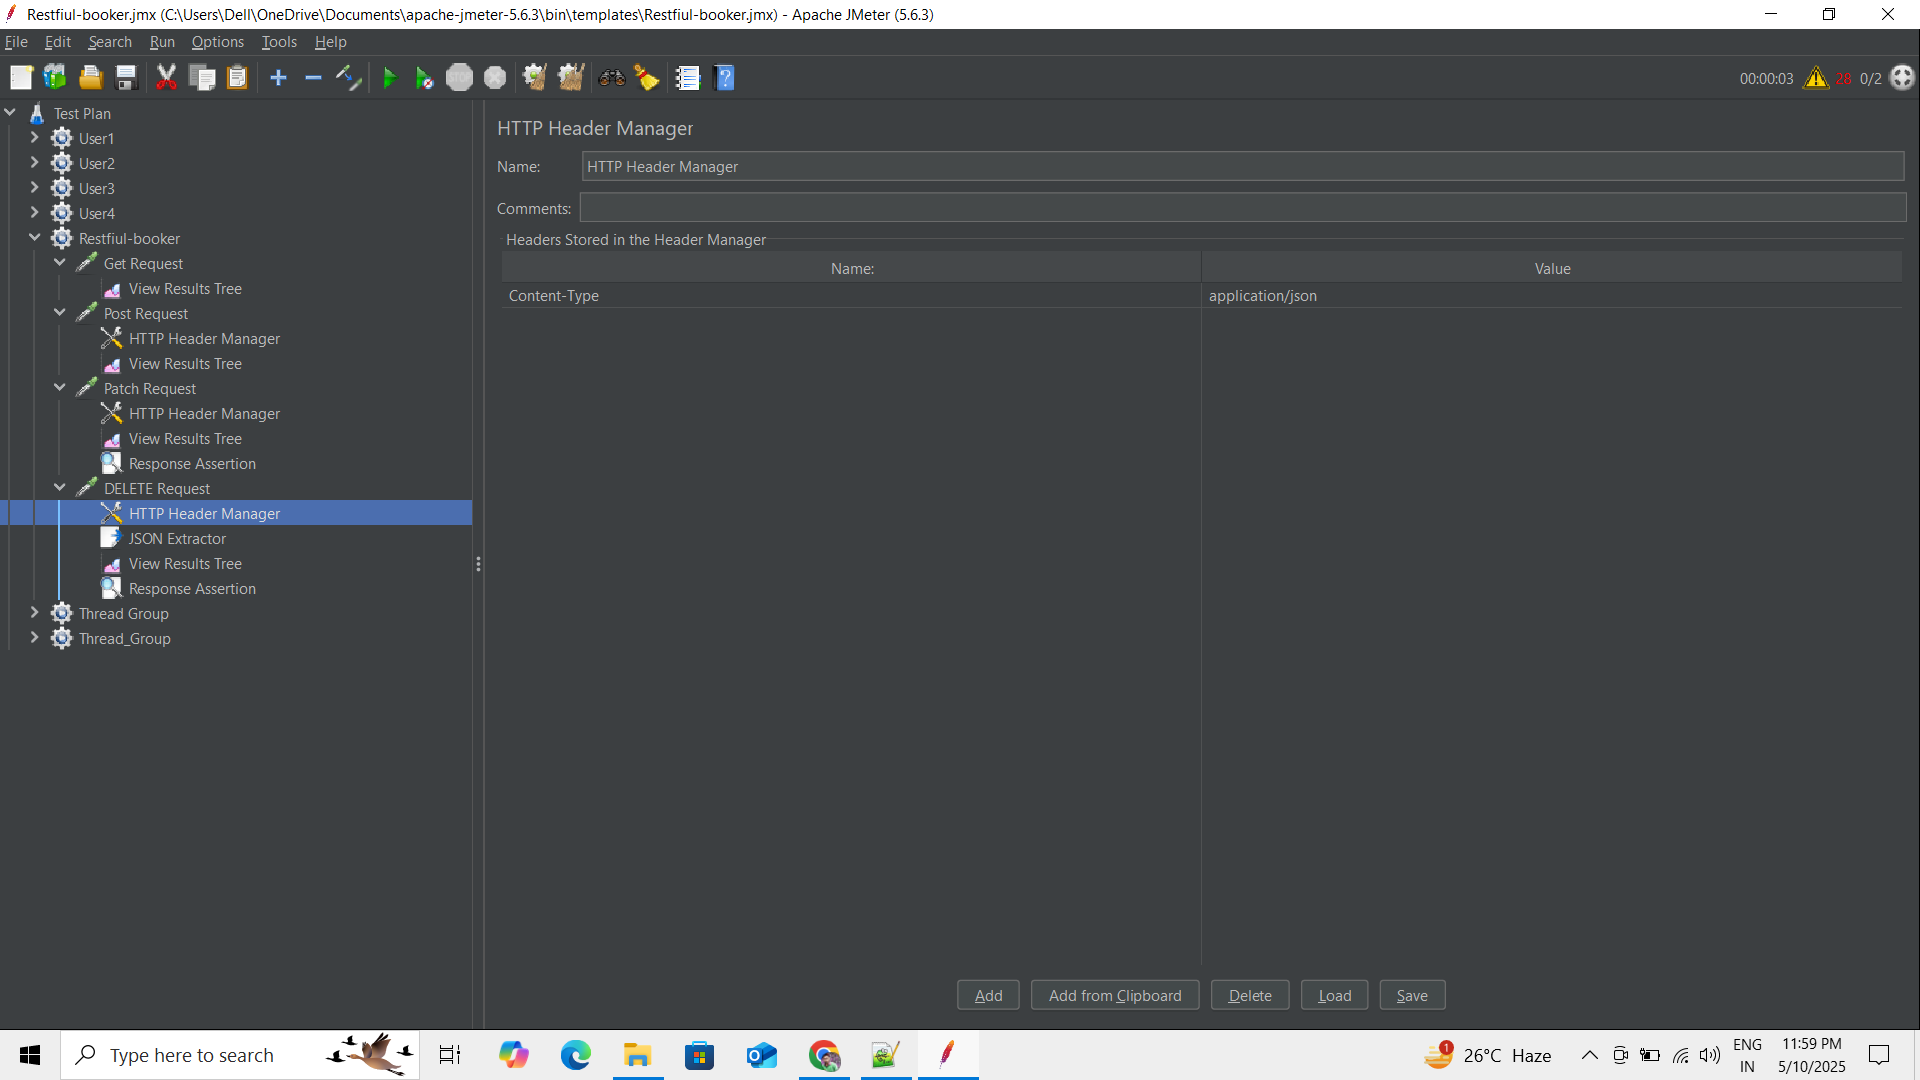 Restfiul-booker.jmx (C:\Users\Dell\OneDrive\Documents\apache-jmeter-5.6.3\bin\templates\Restfiul-booker.jmx) - Apache JMeter (5.6.3)
File Edit Search Run Options Tools Help
STOP ? 00:00:03 28 0/2
Test Plan
User1
User2
User3
User4
Restfiul-booker
Get Request
View Results Tree
Post Request
HTTP Header Manager
View Results Tree
Patch Request
HTTP Header Manager
View Results Tree
Response Assertion
DELETE Request
HTTP Header Manager
JSON Extractor
View Results Tree
Response Assertion
Thread Group
Thread_Group
HTTP Header Manager
Name: HTTP Header Manager
Comments:
Headers Stored in the Header Manager
Name: Value
Content-Type application/json
Add Add from Clipboard Delete Load Save
Type here to search
1 26°C Haze
ENG
IN
11:59 PM
5/10/2025